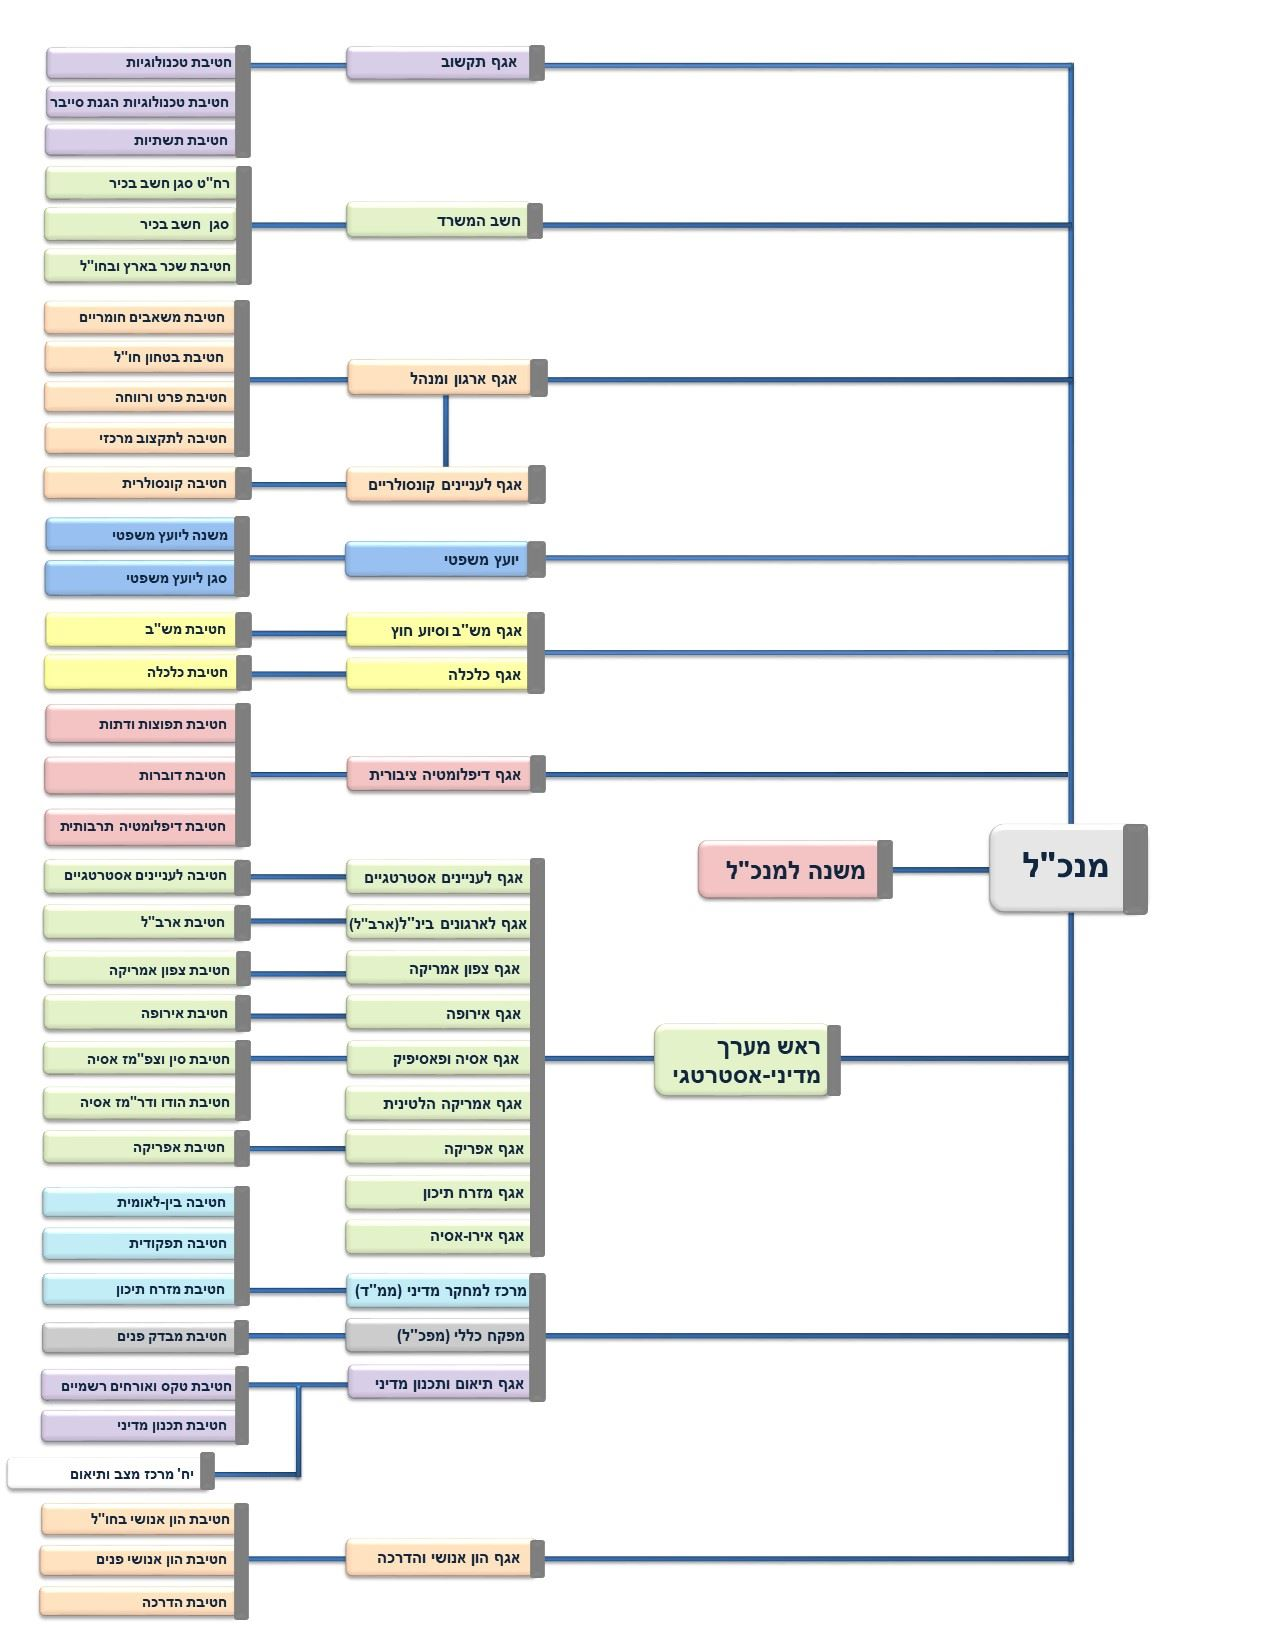 מנכ"ל
משנה למנכ"ל
ראש מערך
מדיני-אסטרטגי
אגף תקשוב
חטיבת טכנולוגיות
חטיבת טכנולוגיות הגנת סייבר
חטיבת תשתיות
חשב המשרד
רח"ט סגן חשב בכיר
סגן חשב בכיר
חטיבת שכר בארץ ובחו"ל
אגף ארגון ומנהל
חטיבת משאבים חומריים
חטיבת בטחון חו"ל
חטיבת פרט ורווחה
חטיבה לתקצוב מרכזי
אגף לעניינים קונסולריים
חטיבה קונסולרית
יועץ משפטי
משנה ליועץ משפטי
סגן ליועץ משפטי
אגף מש"ב וסיוע חוץ
חטיבת מש"ב
אגף כלכלה
חטיבת כלכלה
אגף דיפלומטיה ציבורית
חטיבת תפוצות ודתות
חטיבת דוברות
חטיבת דיפלומטיה תרבותית
אגף לעניינים אסטרטגיים
חטיבה לעניינים אסטרטגיים
אגף לארגונים בינ"ל(ארב"ל)
חטיבת ארב"ל
אגף צפון אמריקה
חטיבת צפון אמריקה
אגף אירופה
חטיבת אירופה
אגף אסיה ופאסיפיק
חטיבת סין וצפ"מז אסיה
חטיבת הודו ודר"מז אסיה
אגף אמריקה הלטינית
אגף אפריקה
חטיבת אפריקה
אגף מזרח תיכון
אגף אירו-אסיה
מרכז למחקר מדיני (ממ"ד)
חטיבה בין-לאומית
חטיבה תפקודית
חטיבת מזרח תיכון
מפקח כללי (מפכ"ל)
חטיבת מבדק פנים
אגף תיאום ותכנון מדיני
חטיבת טקס ואורחים רשמיים
חטיבת תכנון מדיני
יח' מרכז מצב ותיאום
אגף הון אנושי והדרכה
חטיבת הון אנושי בחו"ל
חטיבת הון אנושי פנים
חטיבת הדרכה